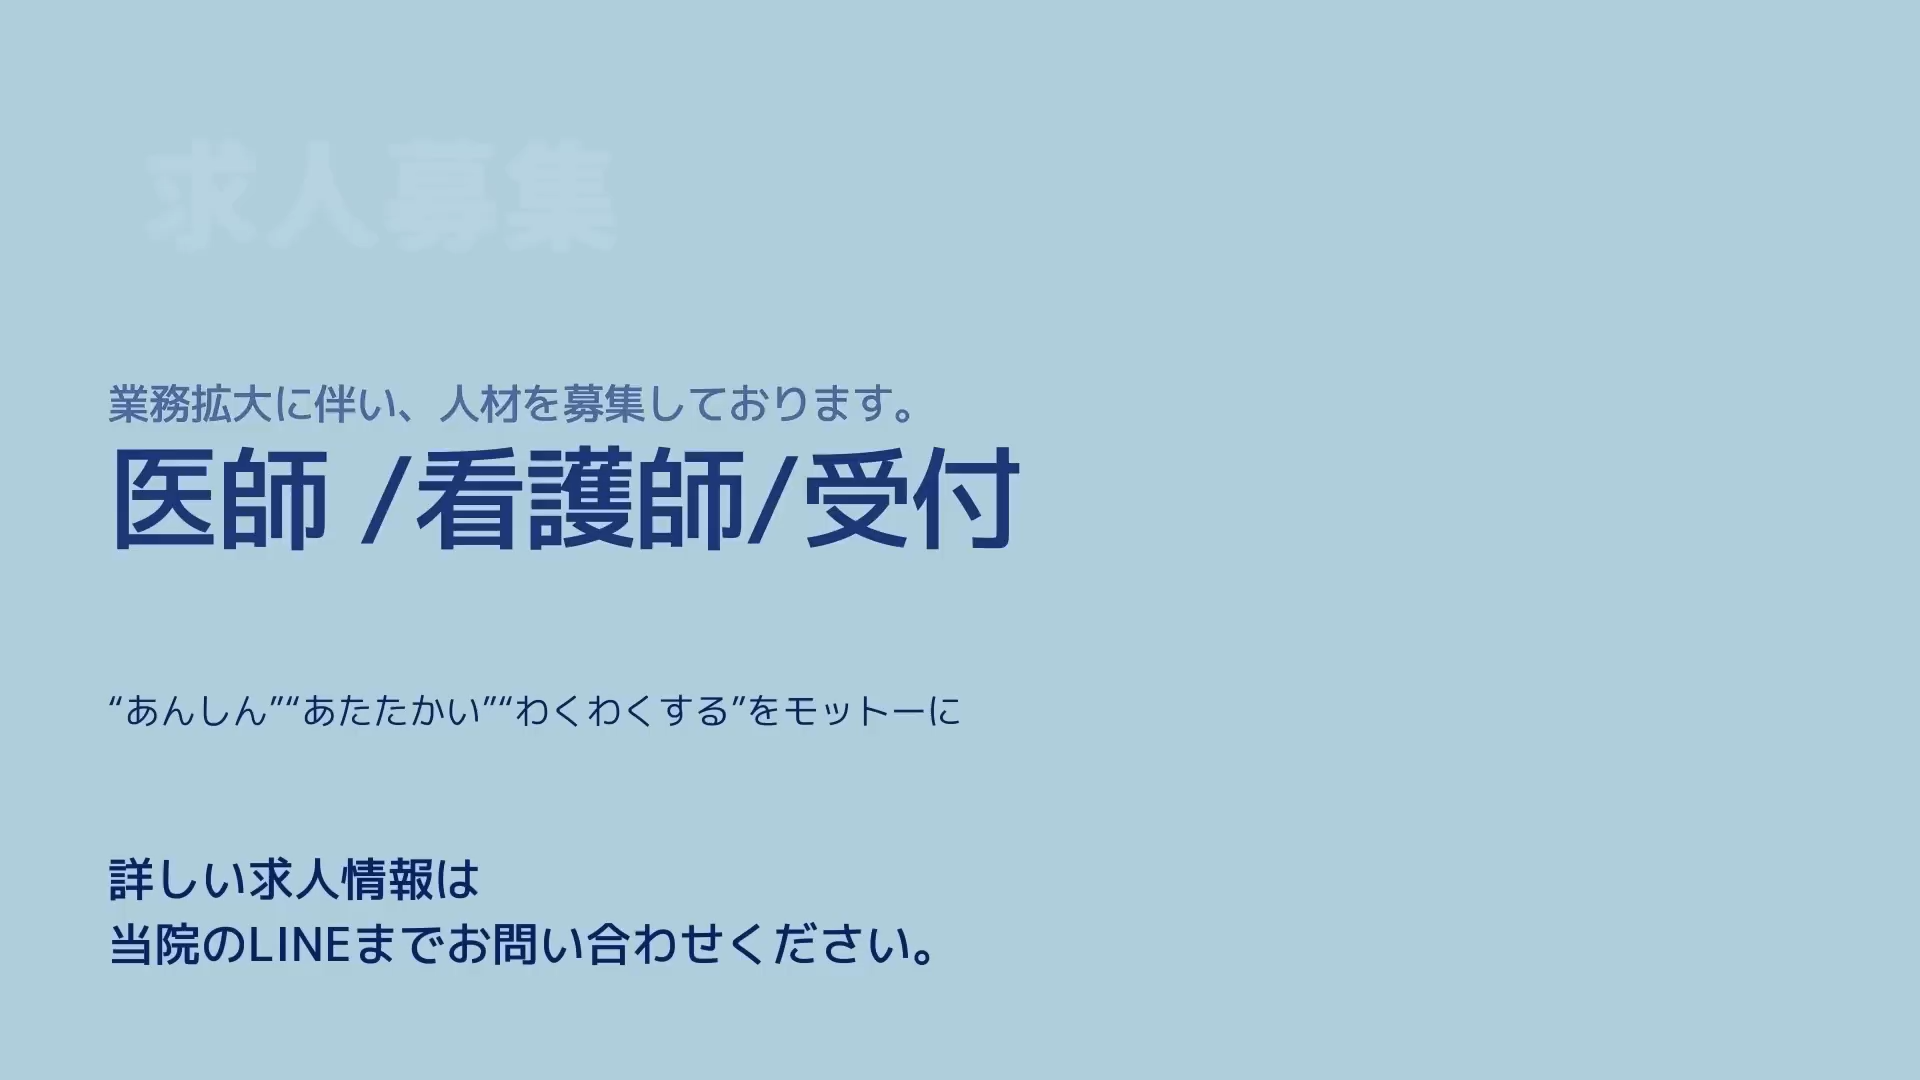 求人募集
業務拡大に伴い、人材を募集しております。
医師 /看護師/受付
“あんしん”“あたたかい”“わくわくする”をモットーに
詳しい求人情報は
当院のLINEまでお問い合わせください。